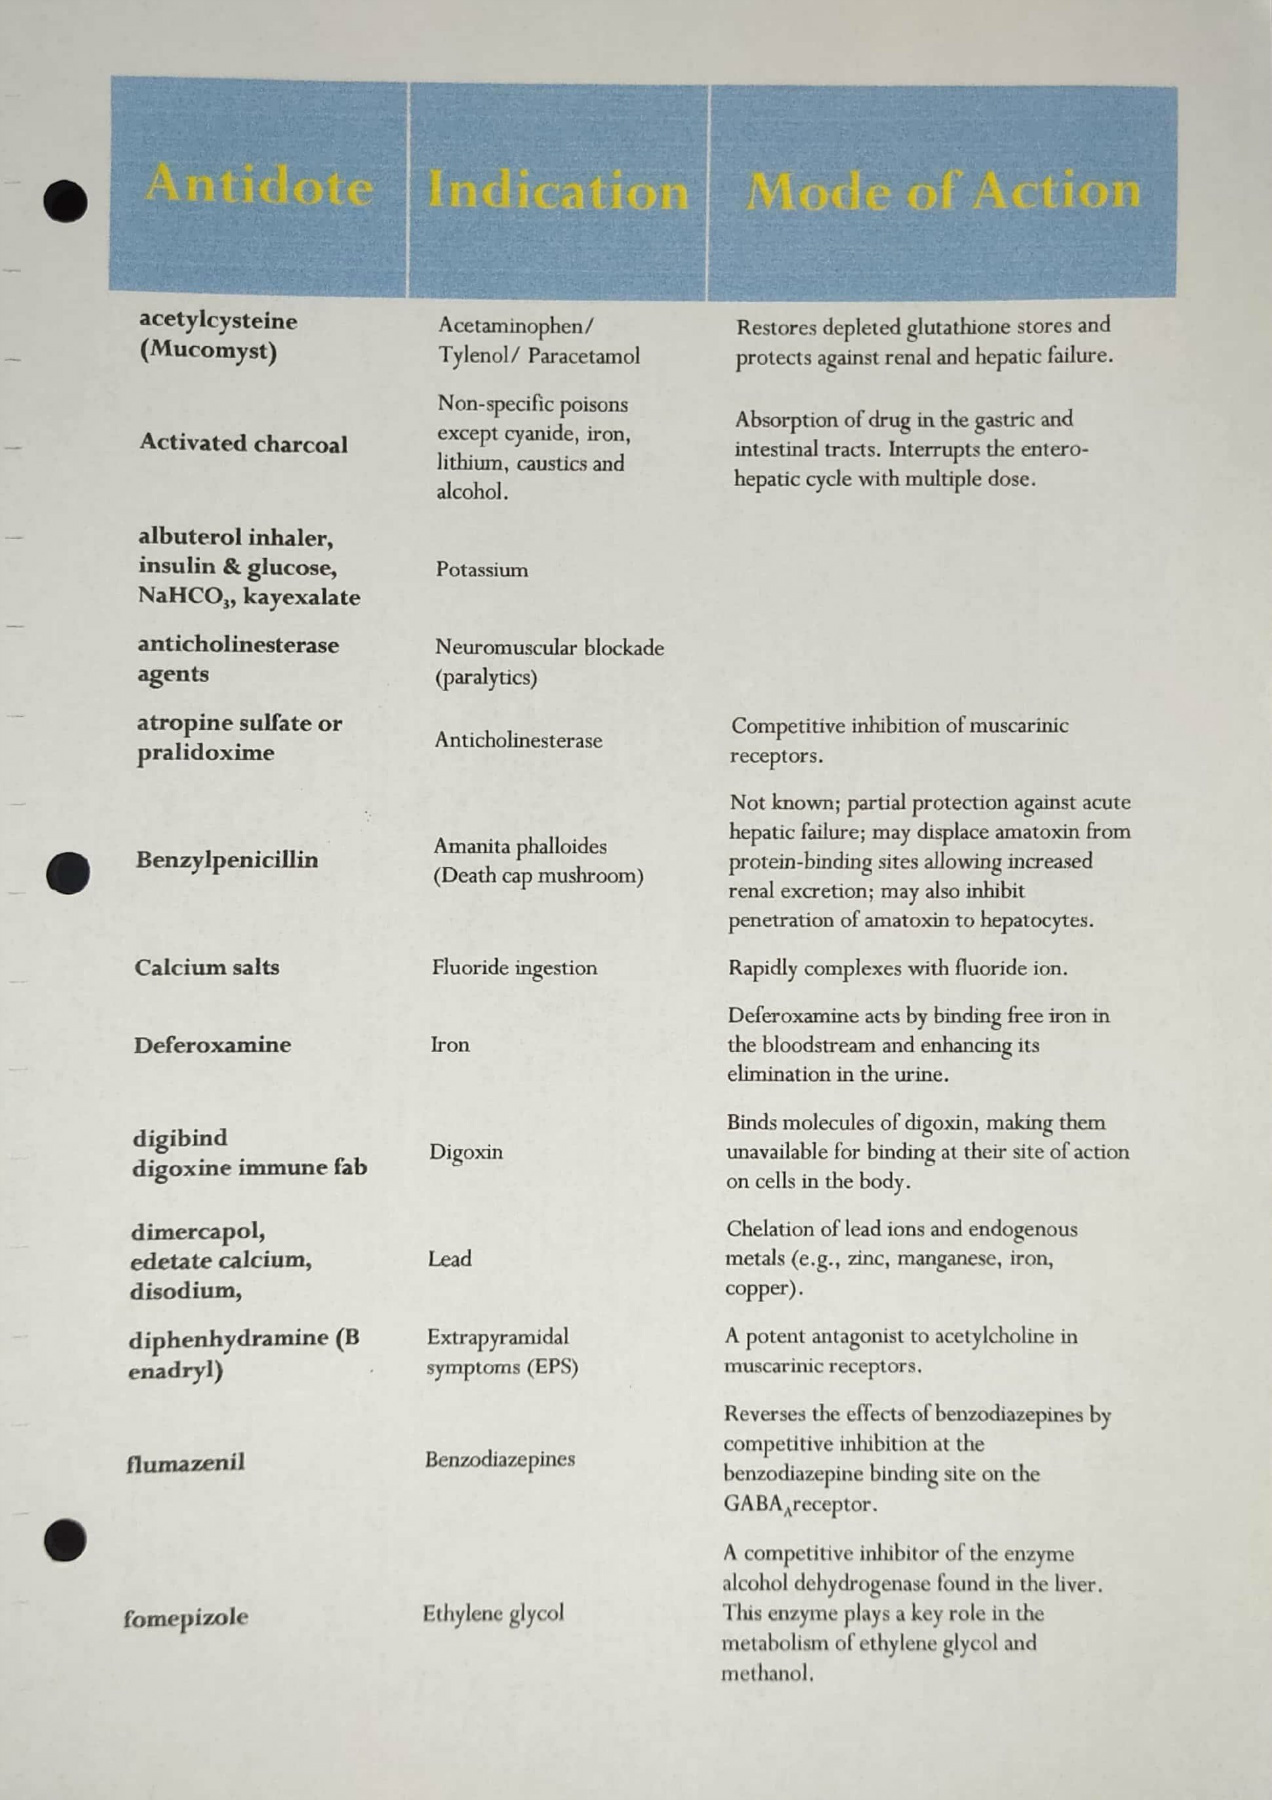 Antidote Indication Mode of Action
acetylcysteine
(Mucomyst)
Acetaminophen/
Tylenol/ Paracetamol
Restores depleted glutathione stores and
protects against renal and hepatic failure.
Activated charcoal
Non-specific poisons
except cyanide, iron,
lithium, caustics and
alcohol.
Absorption of drug in the gastric and
intestinal tracts. Interrupts the entero-
hepatic cycle with multiple dose.
albuterol inhaler,
insulin & glucose,
NaHCO₃, kayexalate
Potassium
anticholinesterase
agents
Neuromuscular blockade
(paralytics)
atropine sulfate or
pralidoxime
Anticholinesterase
Competitive inhibition of muscarinic
receptors.
Benzylpenicillin
Amanita phalloides
(Death cap mushroom)
Not known; partial protection against acute
hepatic failure; may displace amatoxin from
protein-binding sites allowing increased
renal excretion; may also inhibit
penetration of amatoxin to hepatocytes.
Calcium salts
Fluoride ingestion
Rapidly complexes with fluoride ion.
Deferoxamine
Iron
Deferoxamine acts by binding free iron in
the bloodstream and enhancing its
elimination in the urine.
digibind
digoxine immune fab
Digoxin
Binds molecules of digoxin, making them
unavailable for binding at their site of action
on cells in the body.
dimercapol,
edetate calcium,
disodium,
Lead
Chelation of lead ions and endogenous
metals (e.g., zinc, manganese, iron,
copper).
diphenhydramine (B
enadryl)
Extrapyramidal
symptoms (EPS)
A potent antagonist to acetylcholine in
muscarinic receptors.
flumazenil
Benzodiazepines
Reverses the effects of benzodiazepines by
competitive inhibition at the
benzodiazepine binding site on the
GABA<sub>A</sub>receptor.
fomepizole
Ethylene glycol
A competitive inhibitor of the enzyme
alcohol dehydrogenase found in the liver.
This enzyme plays a key role in the
metabolism of ethylene glycol and
methanol.